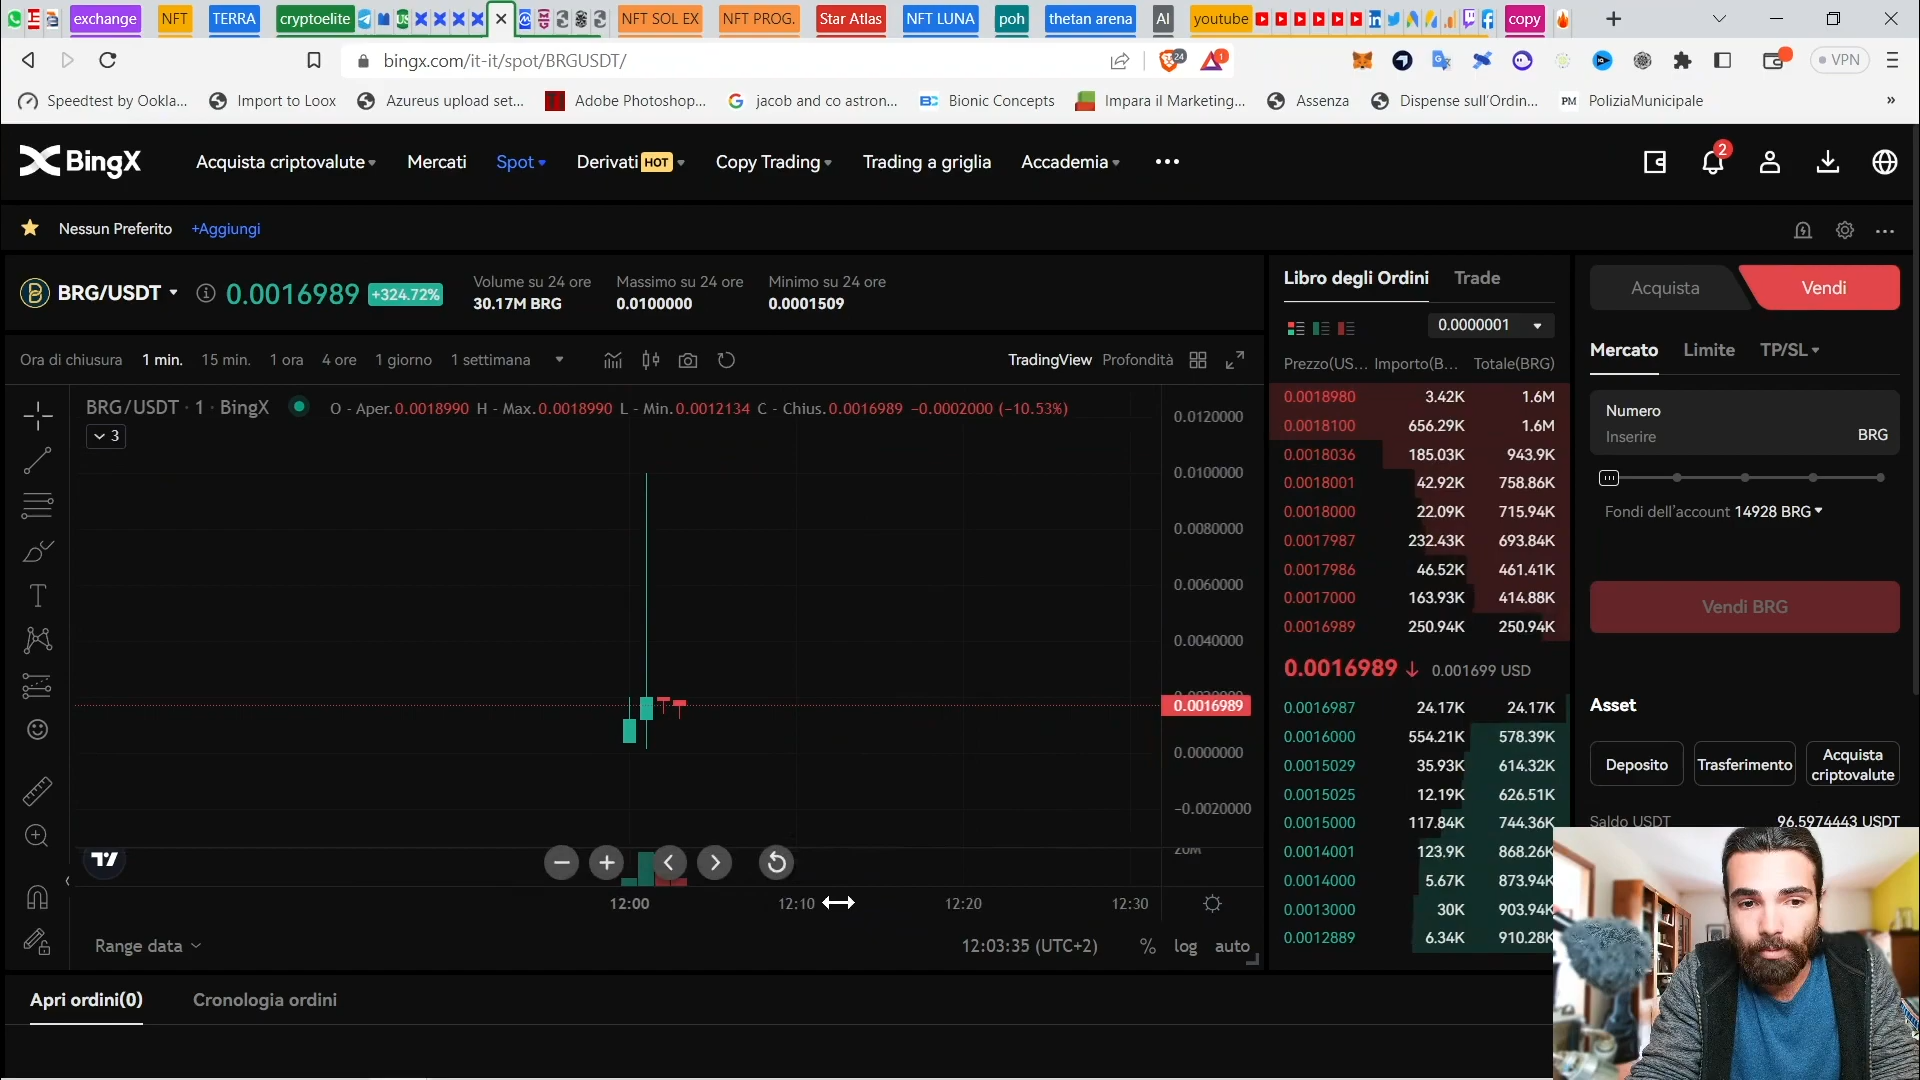 exchange NFT TERRA cryptoelite NFT SOL EX NFT PROG. Star Atlas NFT LUNA poh thetan arena AI youtube copy
bingx.com/it-it/spot/BRGUSDT/
24 1 VPN
Speedtest by Ookla... Import to Loox Azureus upload set... Adobe Photoshop... jacob and co astron... Bionic Concepts Impara il Marketing... Assenza Dispense sull'Ordin... PM PoliziaMunicipale »
BingX Acquista criptovalute Mercati Spot Derivati HOT Copy Trading Trading a griglia Accademia ••• 2
Nessun Preferito +Aggiungi
BRG/USDT 0.0016989 +324.72%
Volume su 24 ore Massimo su 24 ore Minimo su 24 ore
30.17M BRG 0.0100000 0.0001509
Ora di chiusura 1 min. 15 min. 1 ora 4 ore 1 giorno 1 settimana TradingView Profondità
BRG/USDT · 1 · BingX O - Aper.0.0018990 H - Max.0.0018990 L - Min.0.0012134 C - Chius.0.0016989 −0.0002000 (−10.53%)
3
0.0120000
0.0100000
0.0080000
0.0060000
0.0040000
0.0016989
0.0000000
−0.0020000
20M
12:00 12:10 12:20 12:30
Range data 12:03:35 (UTC+2) % log auto
Apri ordini(0) Cronologia ordini
Libro degli Ordini Trade
0.0000001
Prezzo(US... Importo(B... Totale(BRG)
0.0018980 3.42K 1.6M
0.0018100 656.29K 1.6M
0.0018036 185.03K 943.9K
0.0018001 42.92K 758.86K
0.0018000 22.09K 715.94K
0.0017987 232.43K 693.84K
0.0017986 46.52K 461.41K
0.0017000 163.93K 414.88K
0.0016989 250.94K 250.94K
0.0016989 ↓ 0.001699 USD
0.0016987 24.17K 24.17K
0.0016000 554.21K 578.39K
0.0015029 35.93K 614.32K
0.0015025 12.19K 626.51K
0.0015000 117.84K 744.36K
0.0014001 123.9K 868.26K
0.0014000 5.67K 873.94K
0.0013000 30K 903.94K
0.0012889 6.34K 910.28K
Acquista Vendi
Mercato Limite TP/SL
Numero
Inserire BRG
Fondi dell'account 14928 BRG
Vendi BRG
Asset
Deposito Trasferimento Acquista criptovalute
Saldo USDT 96.5974443 USDT